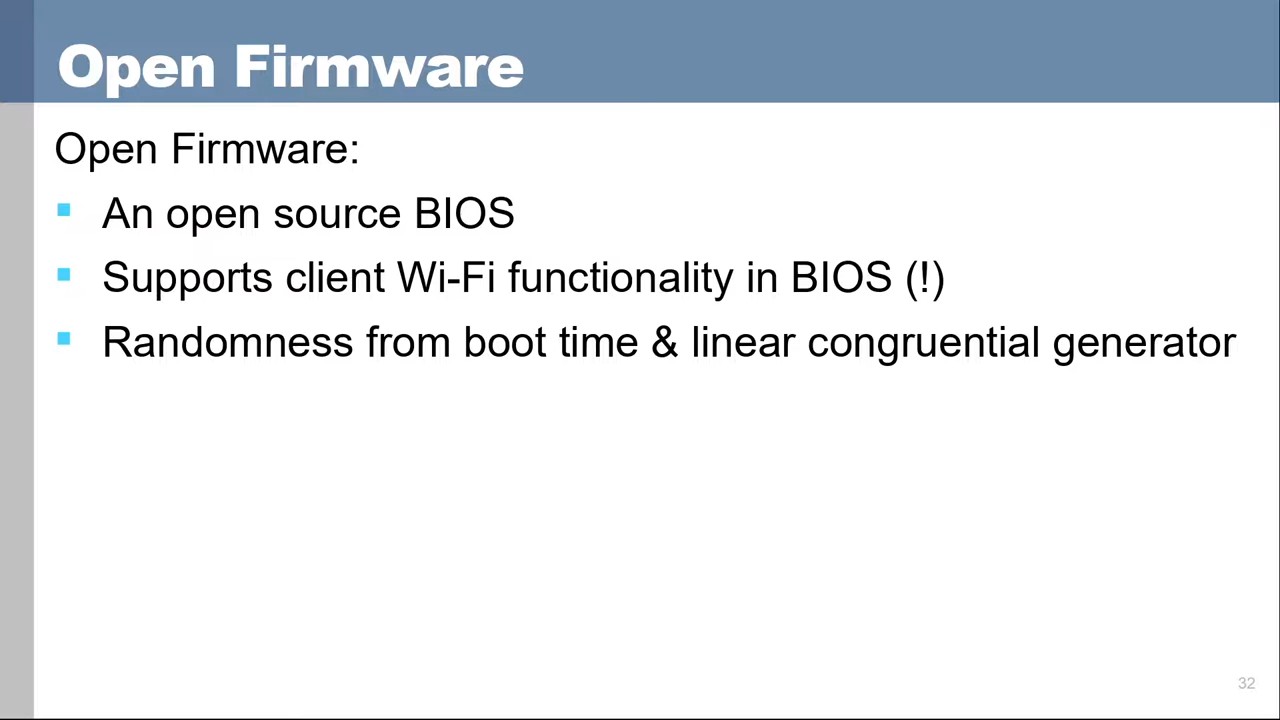 Open Firmware
Open Firmware:
▪ An open source BIOS
▪ Supports client Wi-Fi functionality in BIOS (!)
▪ Randomness from boot time & linear congruential generator
32